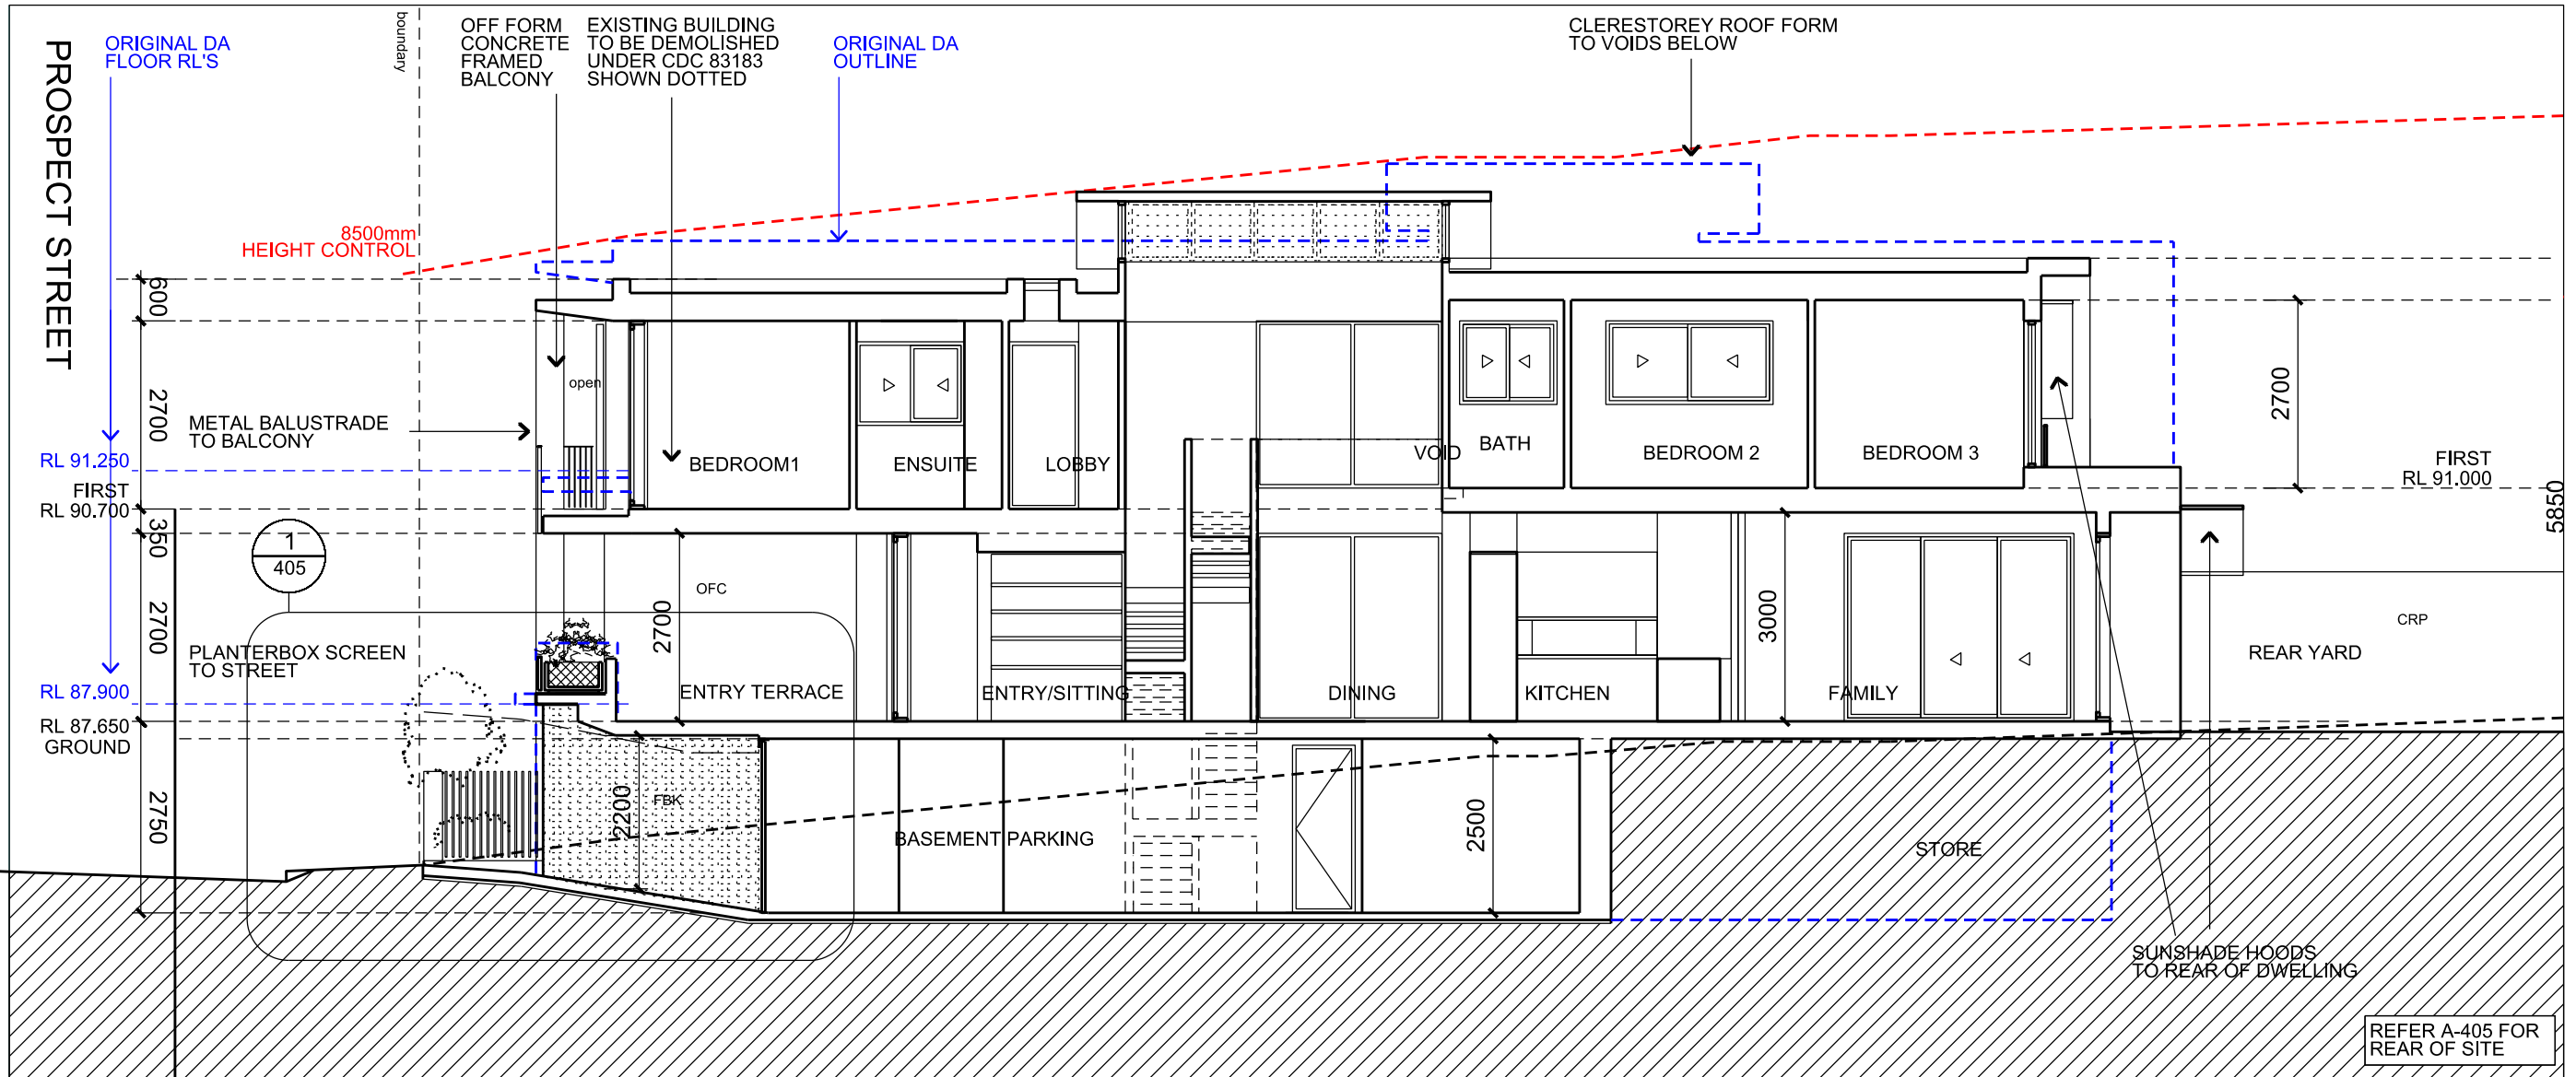 PROSPECT STREET
ORIGINAL DA
FLOOR RL'S
boundary
OFF FORM
CONCRETE
FRAMED
BALCONY
EXISTING BUILDING
TO BE DEMOLISHED
UNDER CDC 83183
SHOWN DOTTED
ORIGINAL DA
OUTLINE
CLERESTOREY ROOF FORM
TO VOIDS BELOW
8500mm
HEIGHT CONTROL
600
2700
350
2700
2750
METAL BALUSTRADE
TO BALCONY
RL 91.250
FIRST
RL 90.700
1
405
PLANTERBOX SCREEN
TO STREET
RL 87.900
RL 87.650
GROUND
open
BEDROOM1
ENSUITE
LOBBY
VOID
BATH
BEDROOM 2
BEDROOM 3
2700
FIRST
RL 91.000
5850
OFC
2700
ENTRY TERRACE
ENTRY/SITTING
DINING
KITCHEN
3000
FAMILY
CRP
REAR YARD
FBK
2200
BASEMENT PARKING
2500
STORE
SUNSHADE HOODS
TO REAR OF DWELLING
REFER A-405 FOR
REAR OF SITE